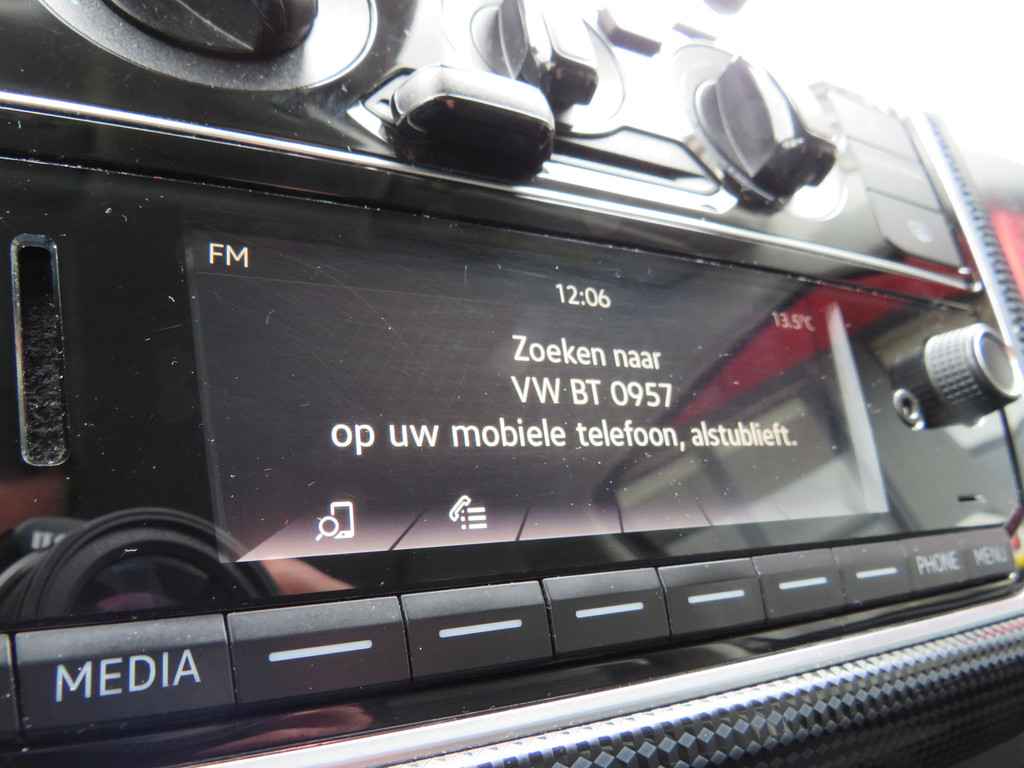 FM
12:06
13.5°C
Zoeken naar
VW BT 0957
op uw mobiele telefoon, alstublieft.
MEDIA
PHONE
MENU